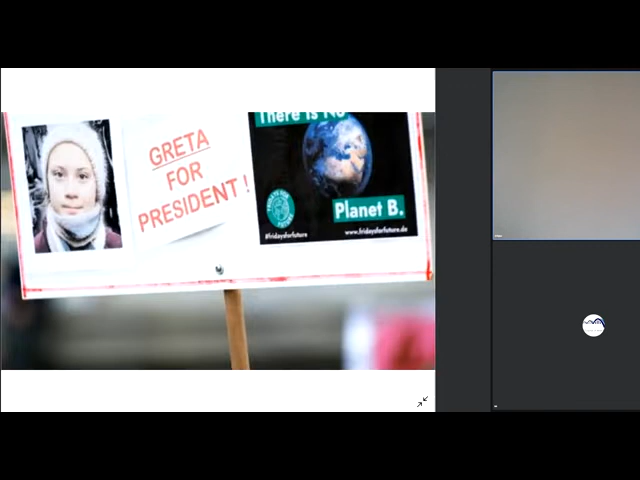 GRETA
FOR
PRESIDENT!
There is No
Planet B.
#fridaysforfuture
www.fridaysforfuture.de